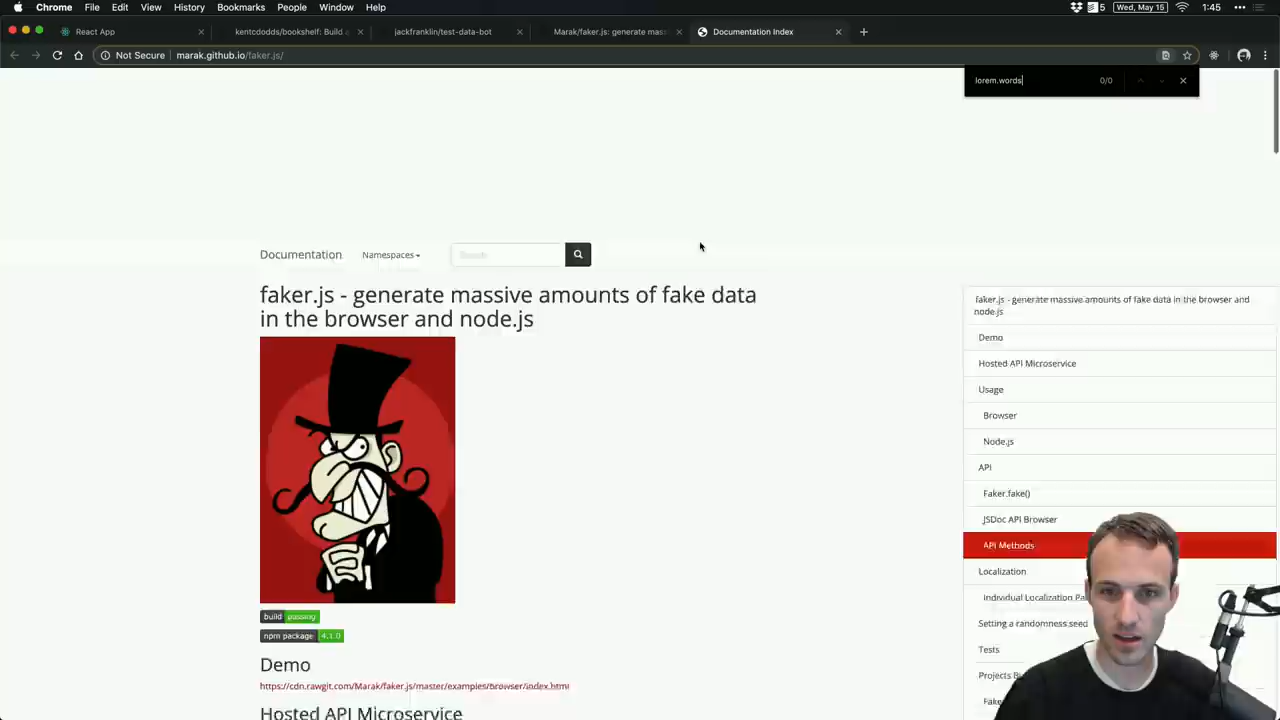 Chrome File Edit View History Bookmarks People Window Help
5 Wed, May 15 1:45
React App
kentcdodds/bookshelf: Build
jackfranklin/test-data-bot
Marak/faker.js: generate mass
Documentation Index
Not Secure marak.github.io/faker.js/
lorem.words 0/0
Documentation Namespaces Search
faker.js - generate massive amounts of fake data
in the browser and node.js
build passing
npm package 4.1.0
Demo
https://cdn.rawgit.com/Marak/faker.js/master/examples/browser/index.html
Hosted API Microservice
faker.js - generate massive amounts of fake data in the browser and
node.js
Demo
Hosted API Microservice
Usage
Browser
Node.js
API
Faker.fake()
JSDoc API Browser
API Methods
Localization
Individual Localization Pa
Setting a randomness seed
Tests
Projects B
Fake